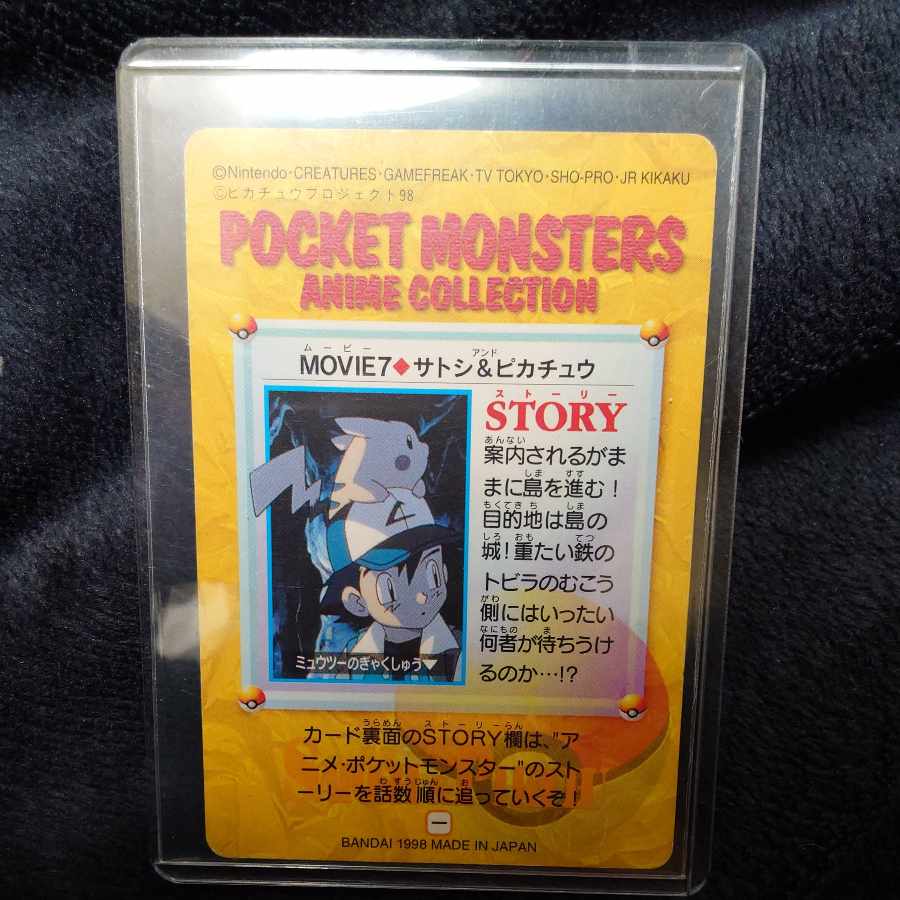 ©Nintendo・CREATURES・GAMEFREAK・TV TOKYO・SHO-PRO・JR KIKAKU
©ピカチュウプロジェクト98
POCKET MONSTERS
ANIME COLLECTION
ムービー アンド
MOVIE7◆サトシ&ピカチュウ
ストーリー
STORY
あんない
案内されるがま
しま すす
まに島を進む!
もくてきち しま
目的地は島の
しろ おも てつ
城!重たい鉄の
トビラのむこう
がわ
側にはいったい
なにもの ま
何者が待ちうけ
るのか…!?
ミュウツーのぎゃくしゅう▼
うらめん ストーリーらん
カード裏面のSTORY欄は、"ア
ニメ・ポケットモンスター"のスト
わすうじゅん お
ーリーを話数順に追っていくぞ!
ー
BANDAI 1998 MADE IN JAPAN